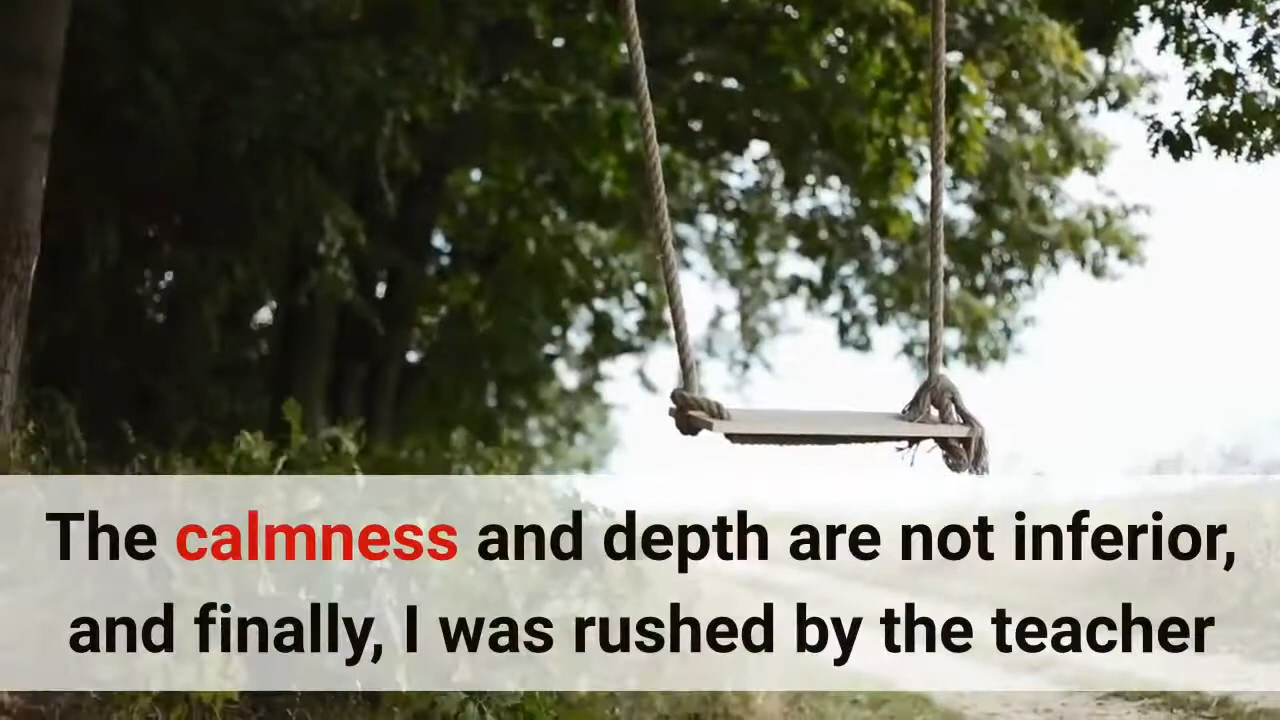 The calmness and depth are not inferior,
and finally, I was rushed by the teacher